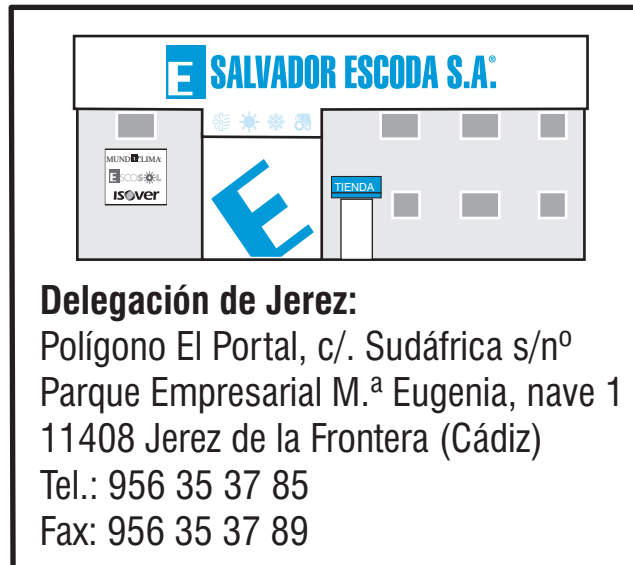 E SALVADOR ESCODA S.A.®
MUNDOCLIMA
ESCOSOL
ISOVER
TIENDA
E
Delegación de Jerez:
Polígono El Portal, c/. Sudáfrica s/nº
Parque Empresarial M.ª Eugenia, nave 1
11408 Jerez de la Frontera (Cádiz)
Tel.: 956 35 37 85
Fax: 956 35 37 89